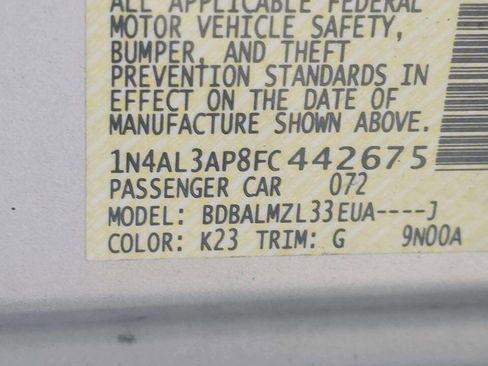 ALL APPLICABLE FEDERAL
MOTOR VEHICLE SAFETY,
BUMPER, AND THEFT
PREVENTION STANDARDS IN
EFFECT ON THE DATE OF
MANUFACTURE SHOWN ABOVE.
1N4AL3AP8FC442675
PASSENGER CAR 072
MODEL: BDBALMZL33EUA----J
COLOR: K23 TRIM: G 9N00A